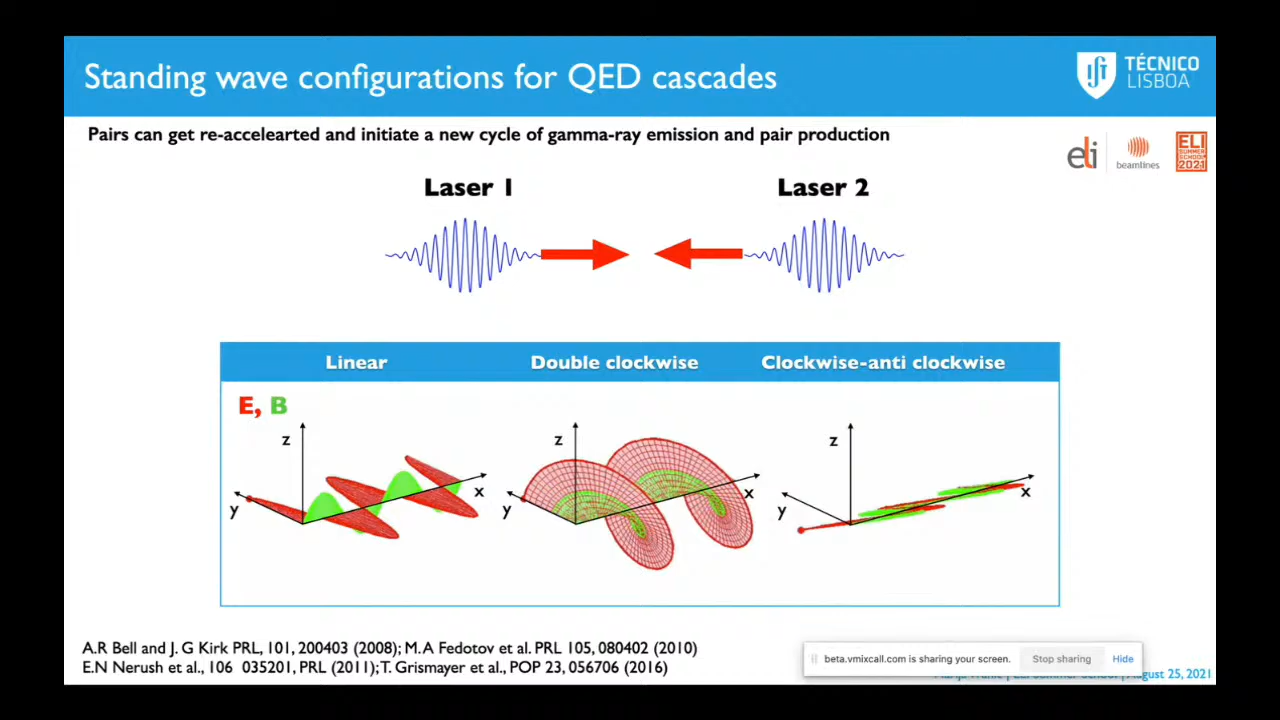 Standing wave configurations for QED cascades
TÉCNICO
LISBOA
Pairs can get re-accelearted and initiate a new cycle of gamma-ray emission and pair production
eli
beamlines
ELI
SUMMER
SCHOOL
2021
Laser 1
Laser 2
Linear
Double clockwise
Clockwise-anti clockwise
E, B
z
y
x
z
y
x
z
y
x
A.R Bell and J. G Kirk PRL, 101, 200403 (2008); M. A Fedotov et al. PRL 105, 080402 (2010)
E.N Nerush et al., 106 035201, PRL (2011); T. Grismayer et al., POP 23, 056706 (2016)
beta.vmixcall.com is sharing your screen.
Stop sharing
Hide
August 25, 2021